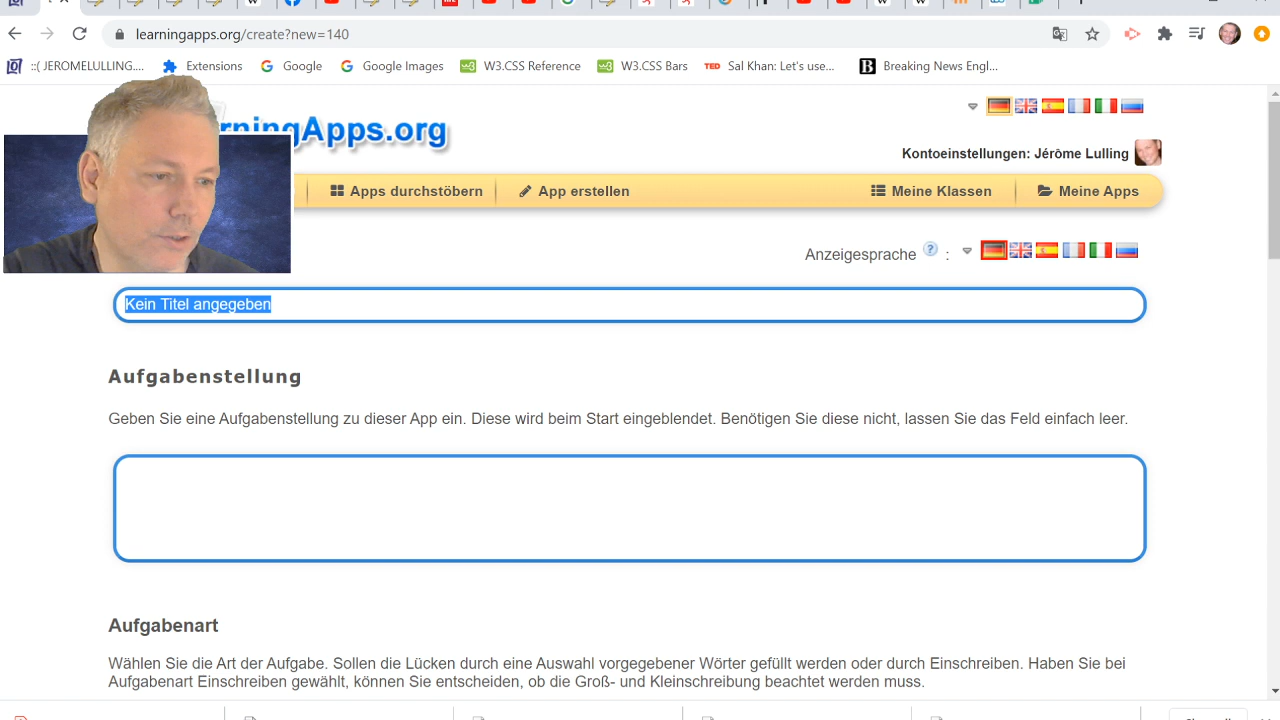 learningapps.org/create?new=140
::( JEROMELULLING.... Extensions Google Google Images W3.CSS Reference W3.CSS Bars TED Sal Khan: Let's use... B Breaking News Engl...
rningApps.org
Kontoeinstellungen: Jérôme Lulling
Apps durchstöbern App erstellen Meine Klassen Meine Apps
Anzeigesprache ? :
Kein Titel angegeben
Aufgabenstellung
Geben Sie eine Aufgabenstellung zu dieser App ein. Diese wird beim Start eingeblendet. Benötigen Sie diese nicht, lassen Sie das Feld einfach leer.
Aufgabenart
Wählen Sie die Art der Aufgabe. Sollen die Lücken durch eine Auswahl vorgegebener Wörter gefüllt werden oder durch Einschreiben. Haben Sie bei
Aufgabenart Einschreiben gewählt, können Sie entscheiden, ob die Groß- und Kleinschreibung beachtet werden muss.